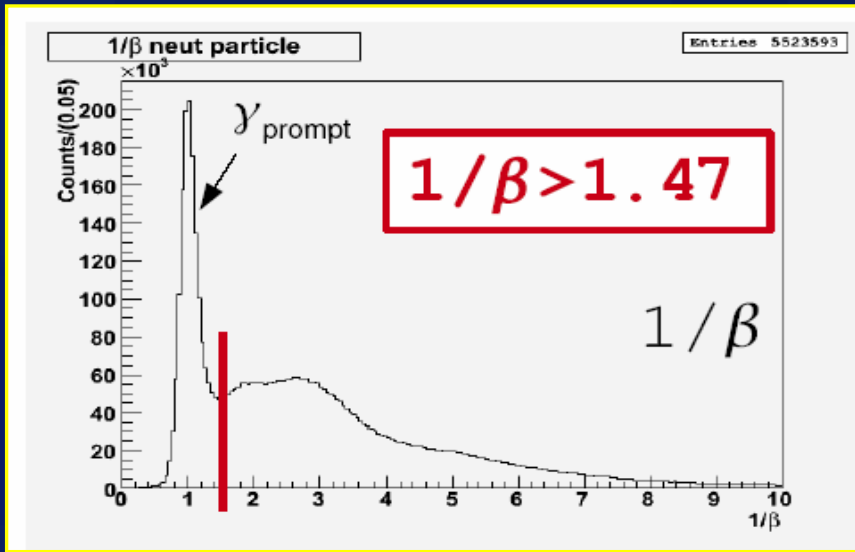 1/β neut particle
Entries 5523593
×10³
Counts/(0.05)
200
180
160
140
120
100
80
60
40
20
0
γ prompt
1/β>1.47
1/β
0 1 2 3 4 5 6 7 8 9 10
1/β